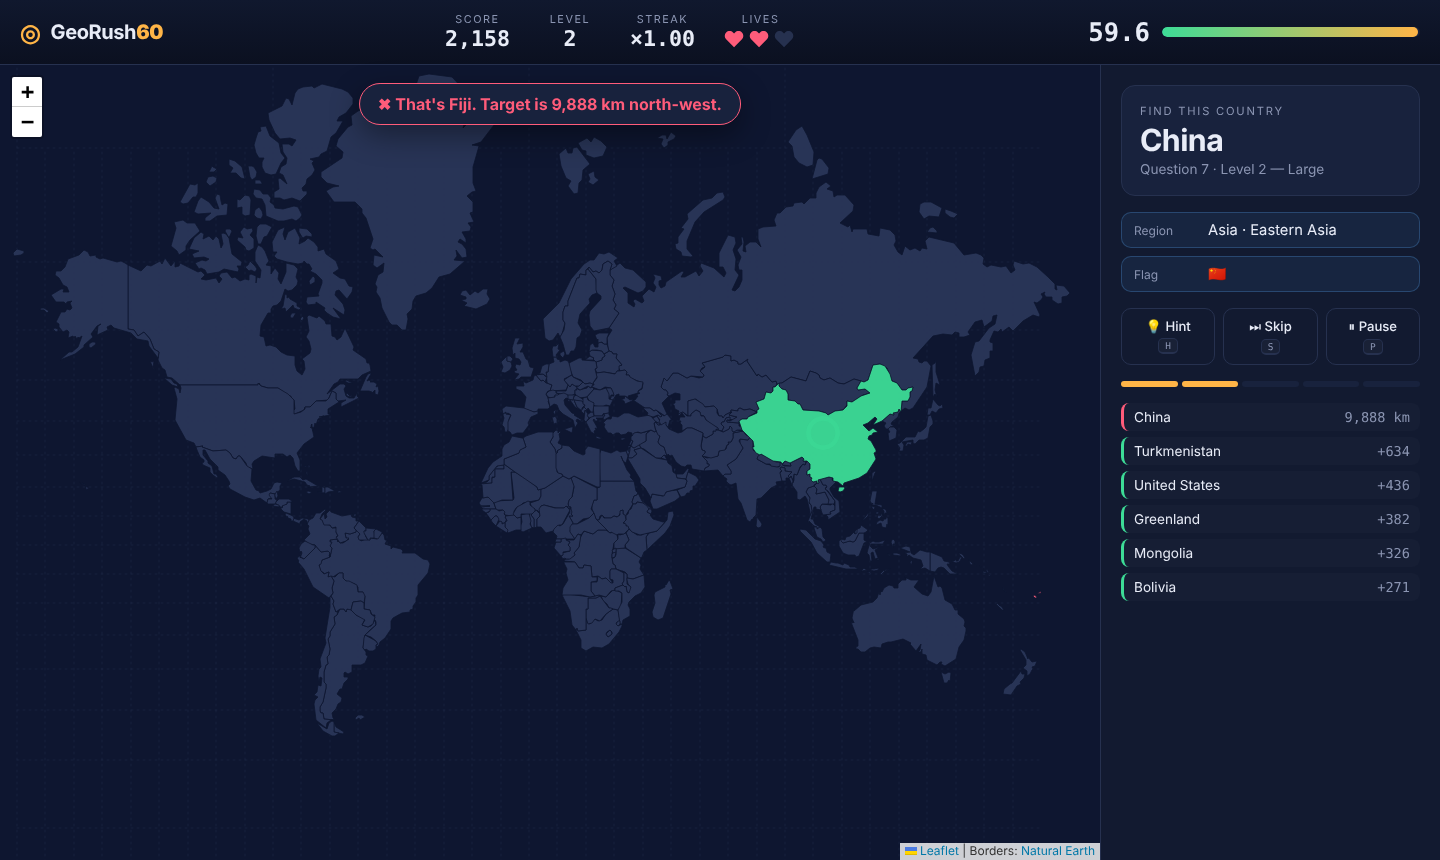 ◎ GeoRush60
SCORE
2,158
LEVEL
2
STREAK
×1.00
LIVES
59.6
+
−
✖ That's Fiji. Target is 9,888 km north-west.
FIND THIS COUNTRY
China
Question 7 · Level 2 — Large
Region Asia · Eastern Asia
Flag 🇨🇳
💡 Hint
H
⏭ Skip
S
⏸ Pause
P
China 9,888 km
Turkmenistan +634
United States +436
Greenland +382
Mongolia +326
Bolivia +271
Leaflet | Borders: Natural Earth